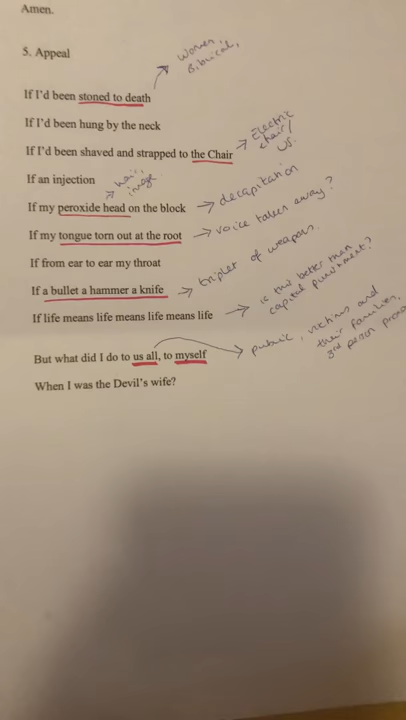 Amen.
5. Appeal
women,
Biblical,
If I'd been stoned to death
If I'd been hung by the neck
If I'd been shaved and strapped to the Chair
Electric
chair/
US.
If an injection
hair,
image
If my peroxide head on the block
decapitation
If my tongue torn out at the root
voice taken away?
If from ear to ear my throat
If a bullet a hammer a knife
triplet of weapons.
If life means life means life means life
is this better than
capital punishment?
But what did I do to us all, to myself
public, victims and
their families,
3rd person
When I was the Devil's wife?